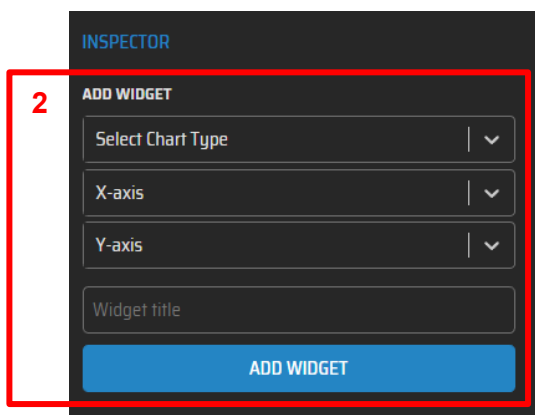 INSPECTOR
2
ADD WIDGET
Select Chart Type
X-axis
Y-axis
Widget title
ADD WIDGET